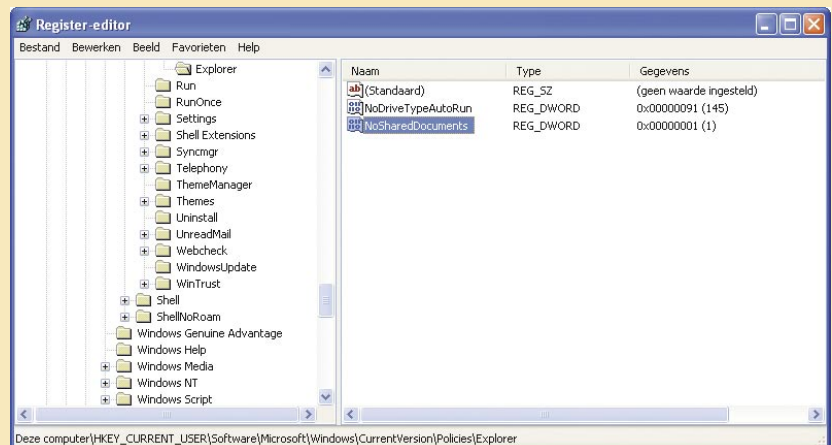 Register-editor
Bestand Bewerken Beeld Favorieten Help
Explorer
Run
RunOnce
Settings
Shell Extensions
Syncmgr
Telephony
ThemeManager
Themes
Uninstall
UnreadMail
Webcheck
WindowsUpdate
WinTrust
Shell
ShellNoRoam
Windows Genuine Advantage
Windows Help
Windows Media
Windows NT
Windows Script
Naam Type Gegevens
ab (Standaard) REG_SZ (geen waarde ingesteld)
NoDriveTypeAutoRun REG_DWORD 0x00000091 (145)
NoSharedDocuments REG_DWORD 0x00000001 (1)
Deze computer\HKEY_CURRENT_USER\Software\Microsoft\Windows\CurrentVersion\Policies\Explorer